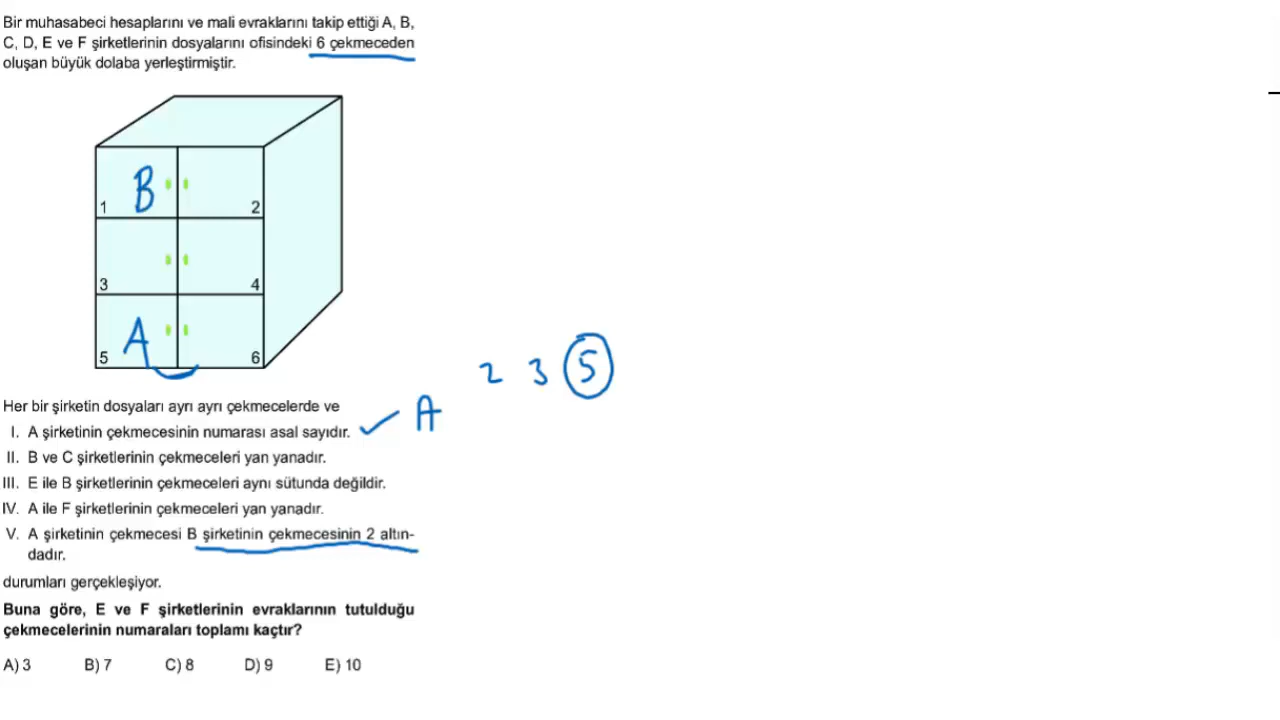 Bir muhasabeci hesaplarını ve mali evraklarını takip ettiği A, B,
C, D, E ve F şirketlerinin dosyalarını ofisindeki 6 çekmeceden
oluşan büyük dolaba yerleştirmiştir.
B
1
2
3
4
A
5
6
2 3 5
Her bir şirketin dosyaları ayrı ayrı çekmecelerde ve
A
I. A şirketinin çekmecesinin numarası asal sayıdır.
II. B ve C şirketlerinin çekmeceleri yan yanadır.
III. E ile B şirketlerinin çekmeceleri aynı sütunda değildir.
IV. A ile F şirketlerinin çekmeceleri yan yanadır.
V. A şirketinin çekmecesi B şirketinin çekmecesinin 2 altın-
dadır.
durumları gerçekleşiyor.
Buna göre, E ve F şirketlerinin evraklarının tutulduğu
çekmecelerinin numaraları toplamı kaçtır?
A) 3 B) 7 C) 8 D) 9 E) 10